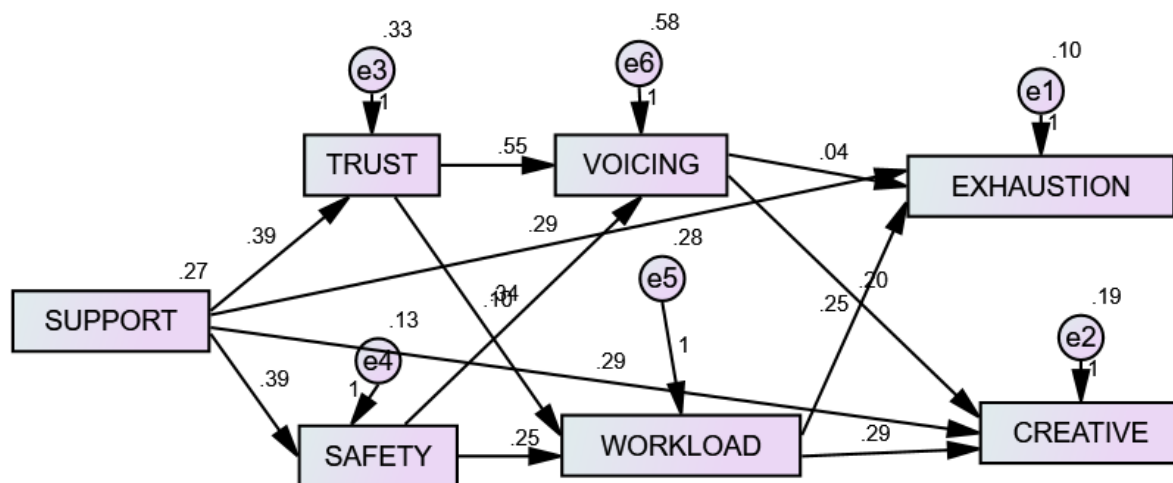 .33
.58
.10
e3
e6
e1
1
1
1
TRUST
.55
VOICING
.04
EXHAUSTION
.39
.29
.28
.27
e5
SUPPORT
.20
.25
.13
.19
e4
e2
.39
1
1
.29
1
SAFETY
.25
WORKLOAD
.29
CREATIVE